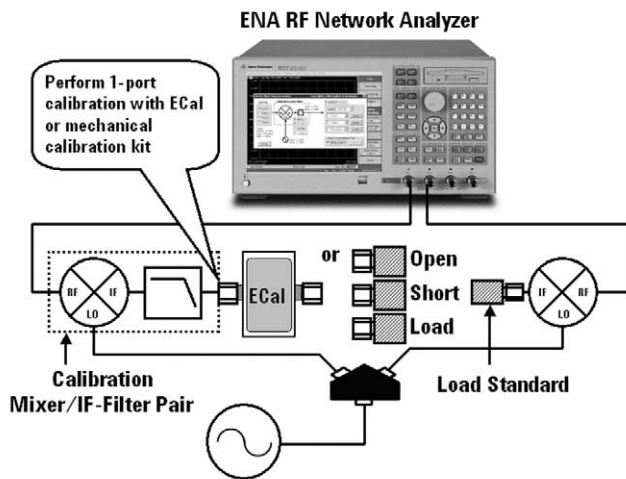 ENA RF Network Analyzer
Perform 1-port
calibration with ECal
or mechanical
calibration kit
RF
IF
LO
ECal
or
Open
Short
Load
IF
RF
LO
Calibration
Mixer/IF-Filter Pair
Load Standard